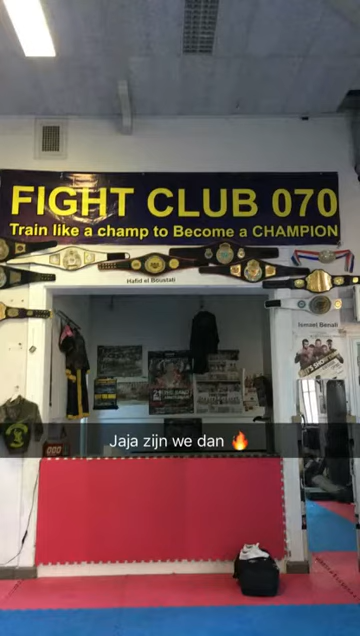 FIGHT CLUB 070
Train like a champ to Become a CHAMPION
Hafid el Boustati
Ismael Benali
Jaja zijn we dan 🔥